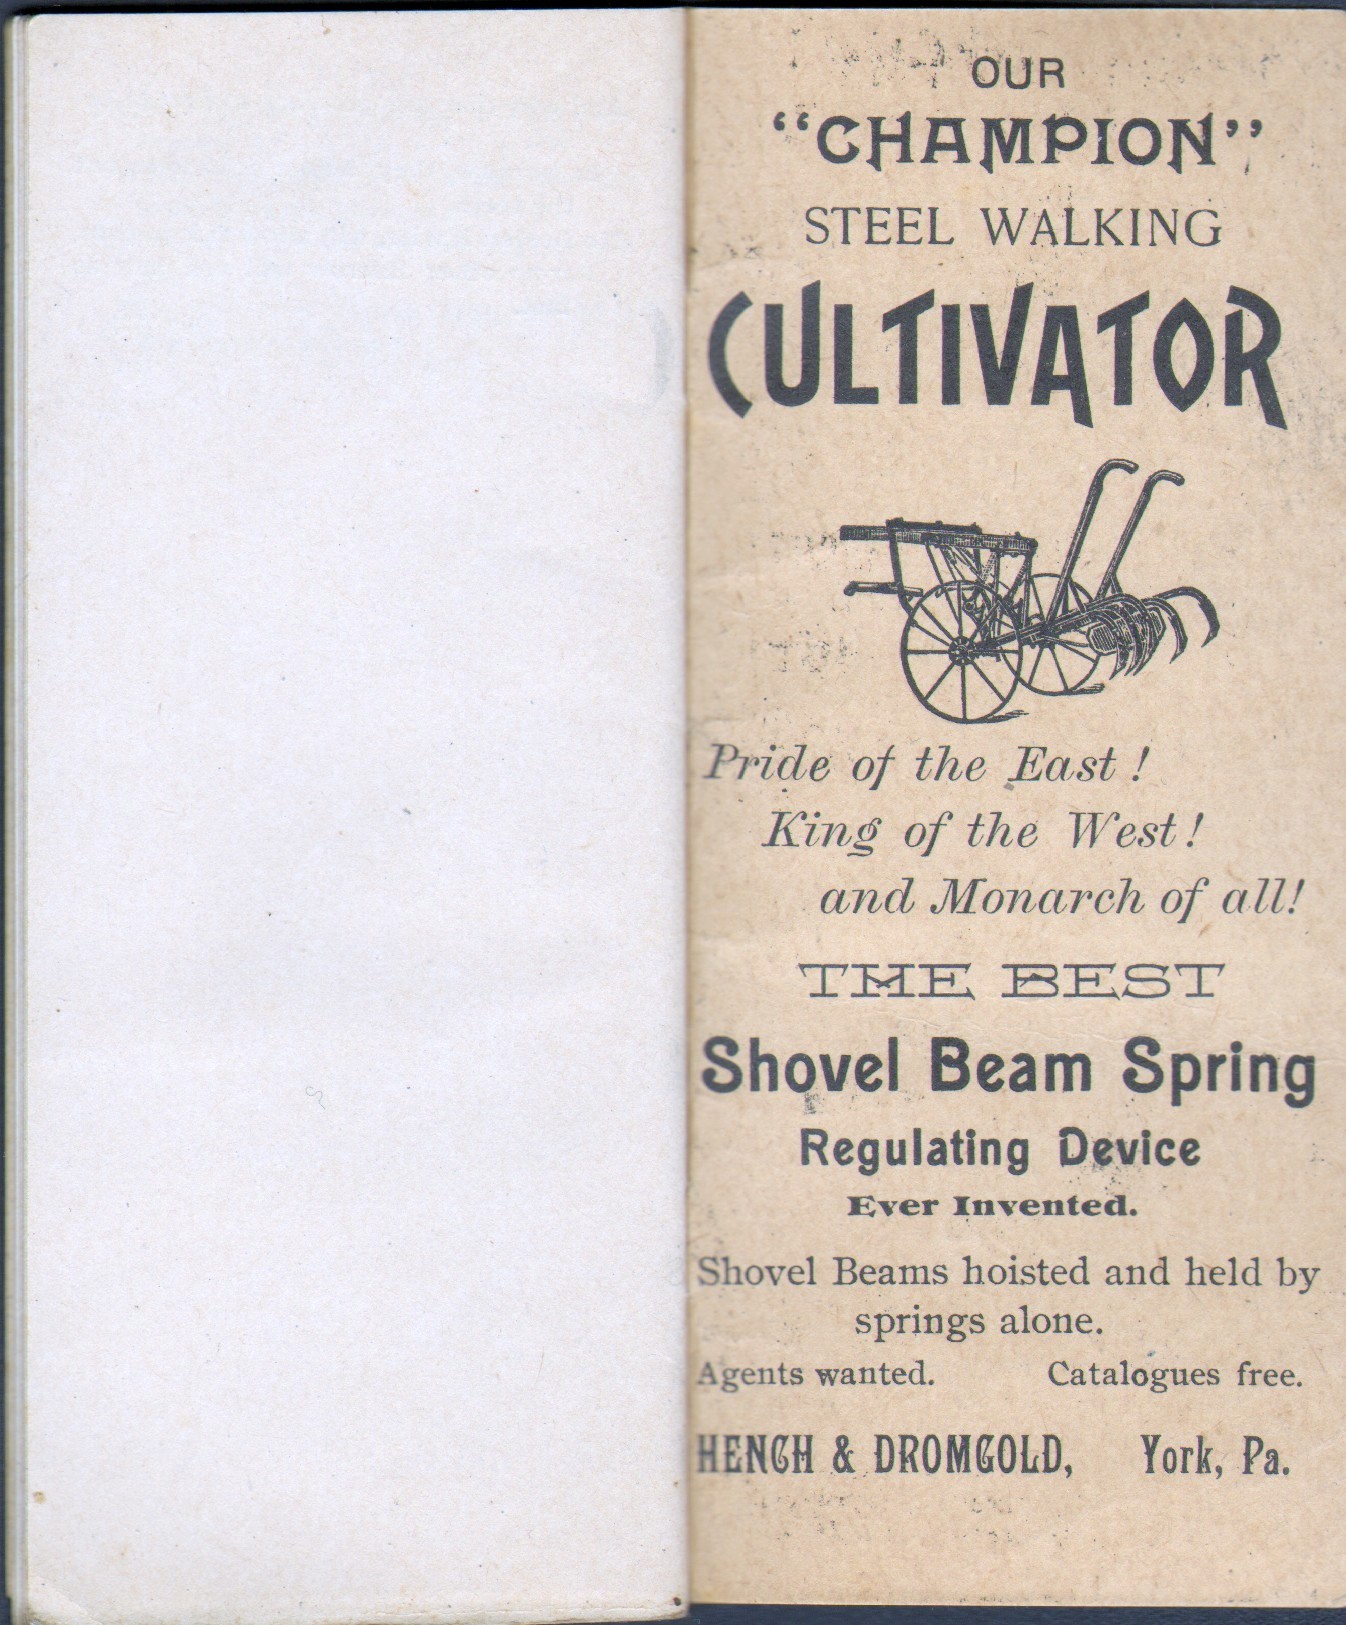 OUR
“CHAMPION”
STEEL WALKING
CULTIVATOR
Pride of the East!
King of the West!
and Monarch of all!
THE BEST
Shovel Beam Spring
Regulating Device
Ever Invented.
Shovel Beams hoisted and held by
springs alone.
Agents wanted. Catalogues free.
HENCH & DROMGOLD, York, Pa.